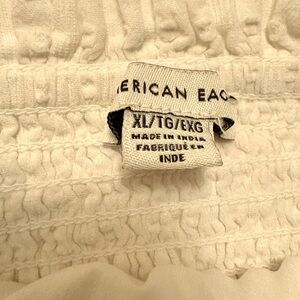 ERICAN EAG
XL/TG/EXG
MADE IN INDIA
FABRIQUÉ EN
INDE